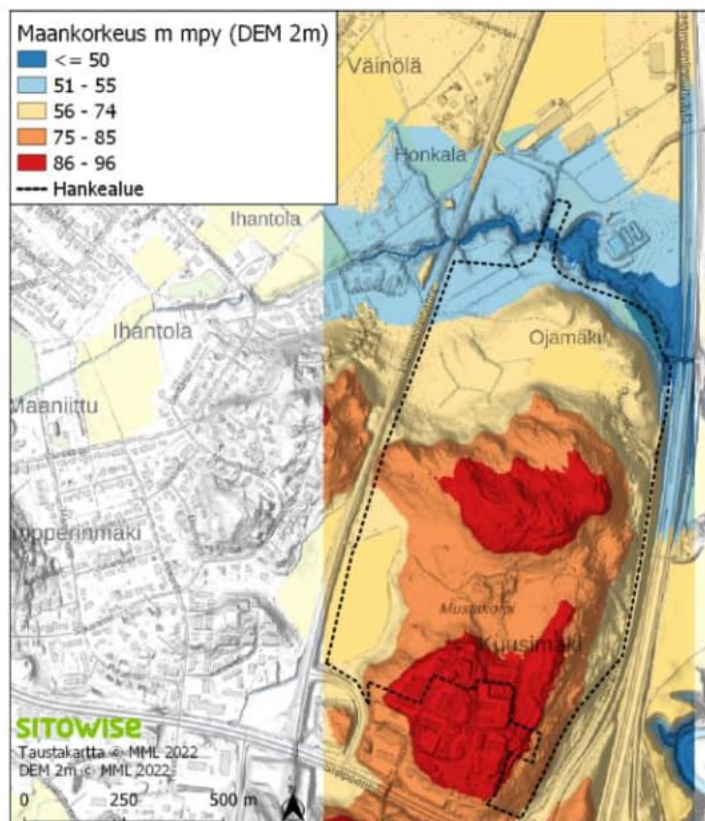 Maankorkeus m mpy (DEM 2m)
<= 50
51 - 55
56 - 74
75 - 85
86 - 96
Hankealue
Väinölä
Honkala
Ihantola
Ihantola
Ojamäki
Maaniittu
Mustakorpi
Kuusimäki
SITOWISE
Taustakartta © MML 2022
DEM 2m © MML 2022
0 250 500 m